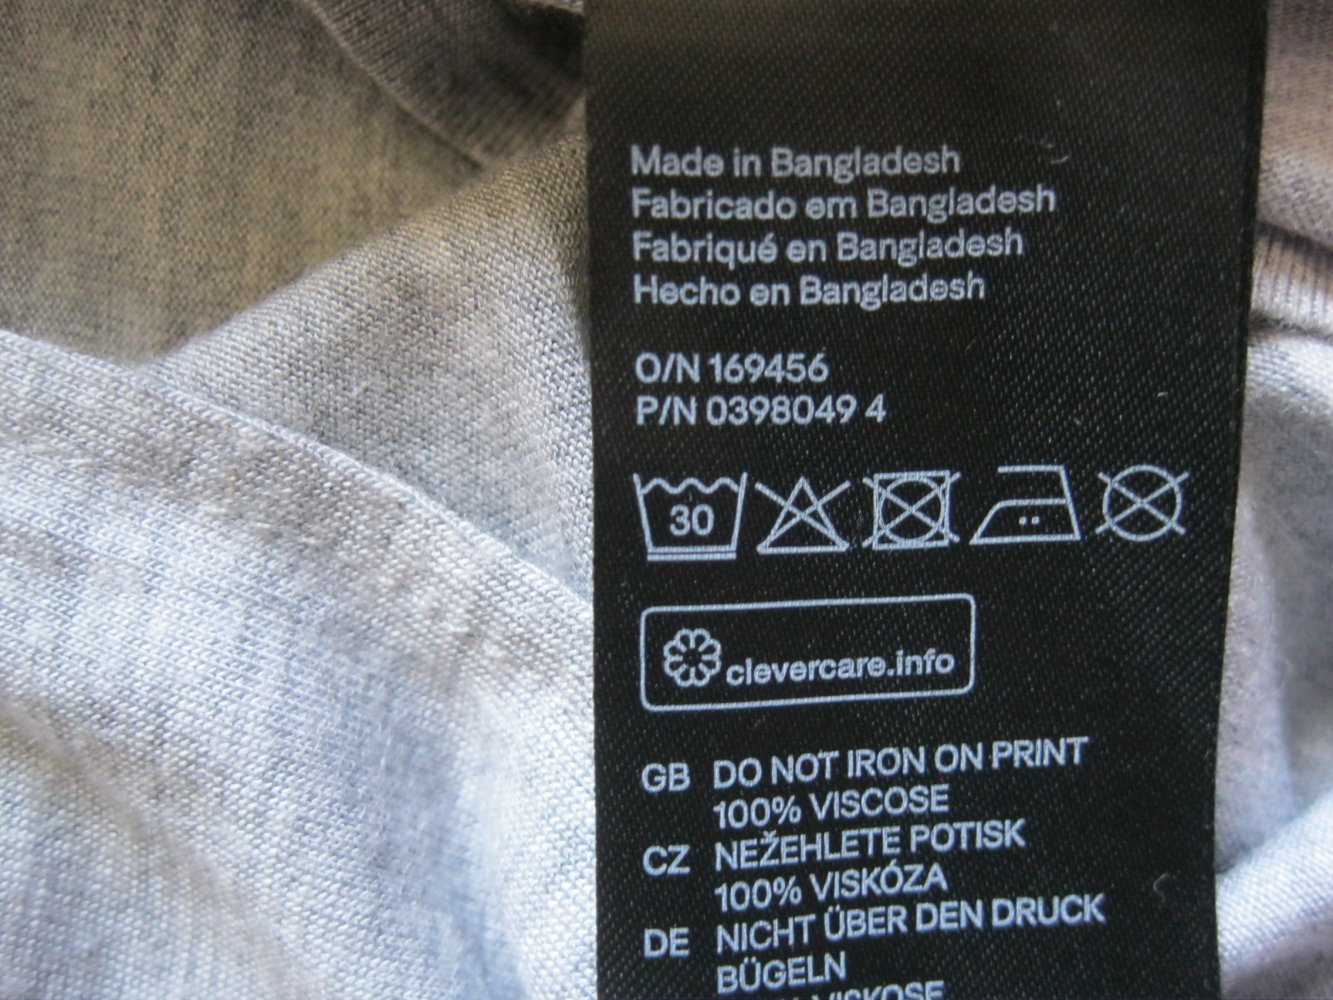 Made in Bangladesh
Fabricado em Bangladesh
Fabriqué en Bangladesh
Hecho en Bangladesh
O/N 169456
P/N 0398049 4
30
clevercare.info
GB DO NOT IRON ON PRINT
100% VISCOSE
CZ NEŽEHLETE POTISK
100% VISKÓZA
DE NICHT ÜBER DEN DRUCK
BÜGELN
VISKOSE